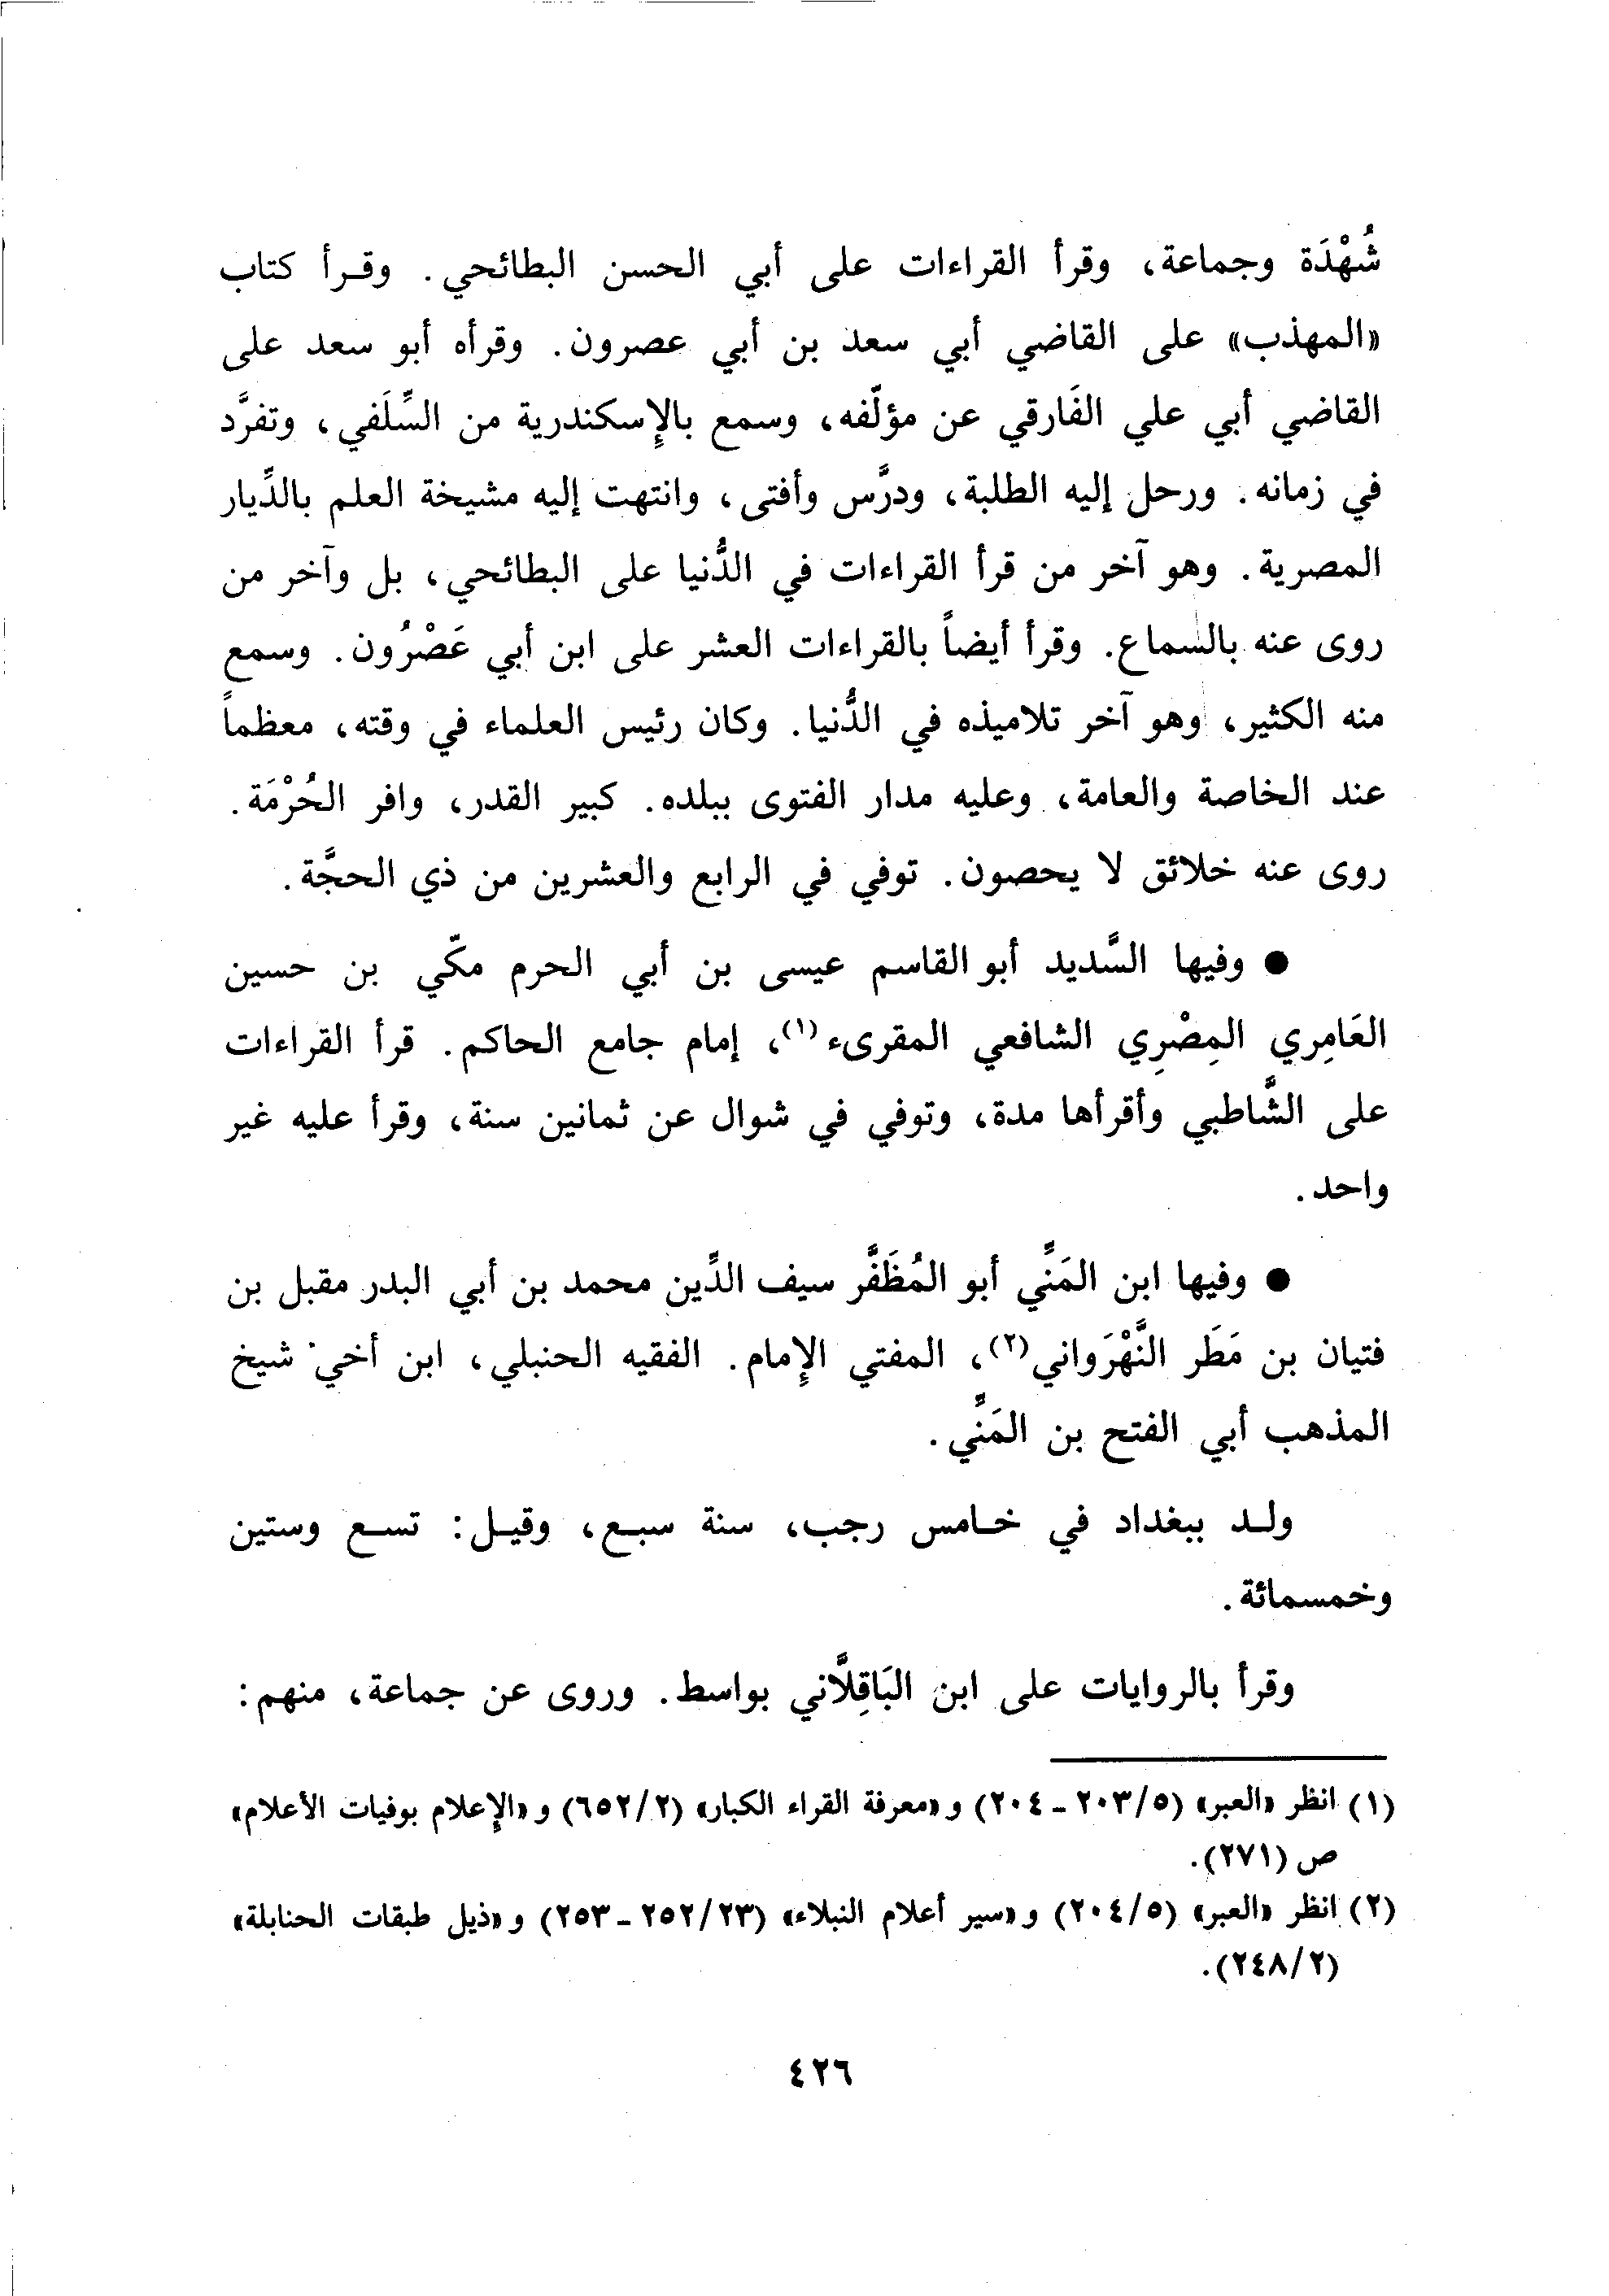 شُهْدَة وجماعة، وقرأ القراءات على أبي الحسن البطائحي. وقـرأ كتاب
«المهذب» على القاضي أبي سعد بن أبي عصرون. وقرأه أبو سعد على
القاضي أبي علي الفَارقي عن مؤلّفه، وسمع بالإِسكندرية من السِّلَفي، وتفرَّد
في زمانه. ورحل إليه الطلبة، ودرَّس وأفتى، وانتهت إليه مشيخة العلم بالدِّيار
المصرية. وهو آخر من قرأ القراءات في الدُّنيا على البطائحي، بل وآخر من
روى عنه بالسماع. وقرأ أيضاً بالقراءات العشر على ابن أبي عَصْرُون. وسمع
منه الكثير، وهو آخر تلاميذه في الدُّنيا. وكان رئيس العلماء في وقته، معظماً
عند الخاصة والعامة، وعليه مدار الفتوى ببلده. كبير القدر، وافر الحُرْمَة.
روى عنه خلائق لا يحصون. توفي في الرابع والعشرين من ذي الحجَّة.
● وفيها السَّديد أبو القاسم عيسى بن أبي الحرم مكّي بن حسين
العَامِري المِصْرِي الشافعي المقرىء(١)، إمام جامع الحاكم. قرأ القراءات
على الشَّاطبي وأقرأها مدة، وتوفي في شوال عن ثمانين سنة، وقرأ عليه غير
واحد.
● وفيها ابن المَنِّي أبو المُظَفَّر سيف الدِّين محمد بن أبي البدر مقبل بن
فتيان بن مَطَر النَّهْرَواني(٢)، المفتي الإِمام. الفقيه الحنبلي، ابن أخي شيخ
المذهب أبي الفتح بن المَنِّي.
ولـد ببغداد في خـامس رجب، سنة سبـع، وقيـل: تسـع وستين
وخمسمائة.
وقرأ بالروايات على ابن البَاقِلَّاني بواسط. وروى عن جماعة، منهم:
(١) انظر «العبر» (٢٠٣/٥ - ٢٠٤) و«معرفة القراء الكبار» (٦٥٢/٢) و«الإِعلام بوفيات الأعلام»
ص (٢٧١).
(٢) انظر «العبر» (٢٠٤/٥) و«سير أعلام النبلاء» (٢٥٢/٢٣ - ٢٥٣) و«ذيل طبقات الحنابلة»
(٢٤٨/٢).
٤٢٦